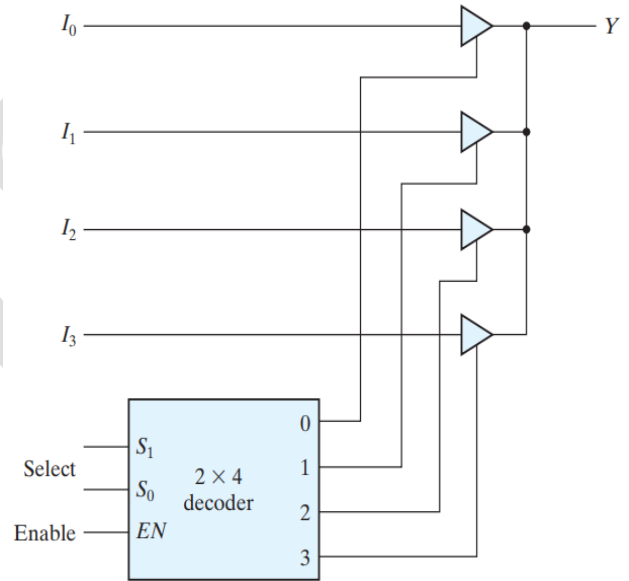 I0
Y
I1
I2
I3
0
S1
Select
1
2 × 4
S0
decoder
2
Enable
EN
3